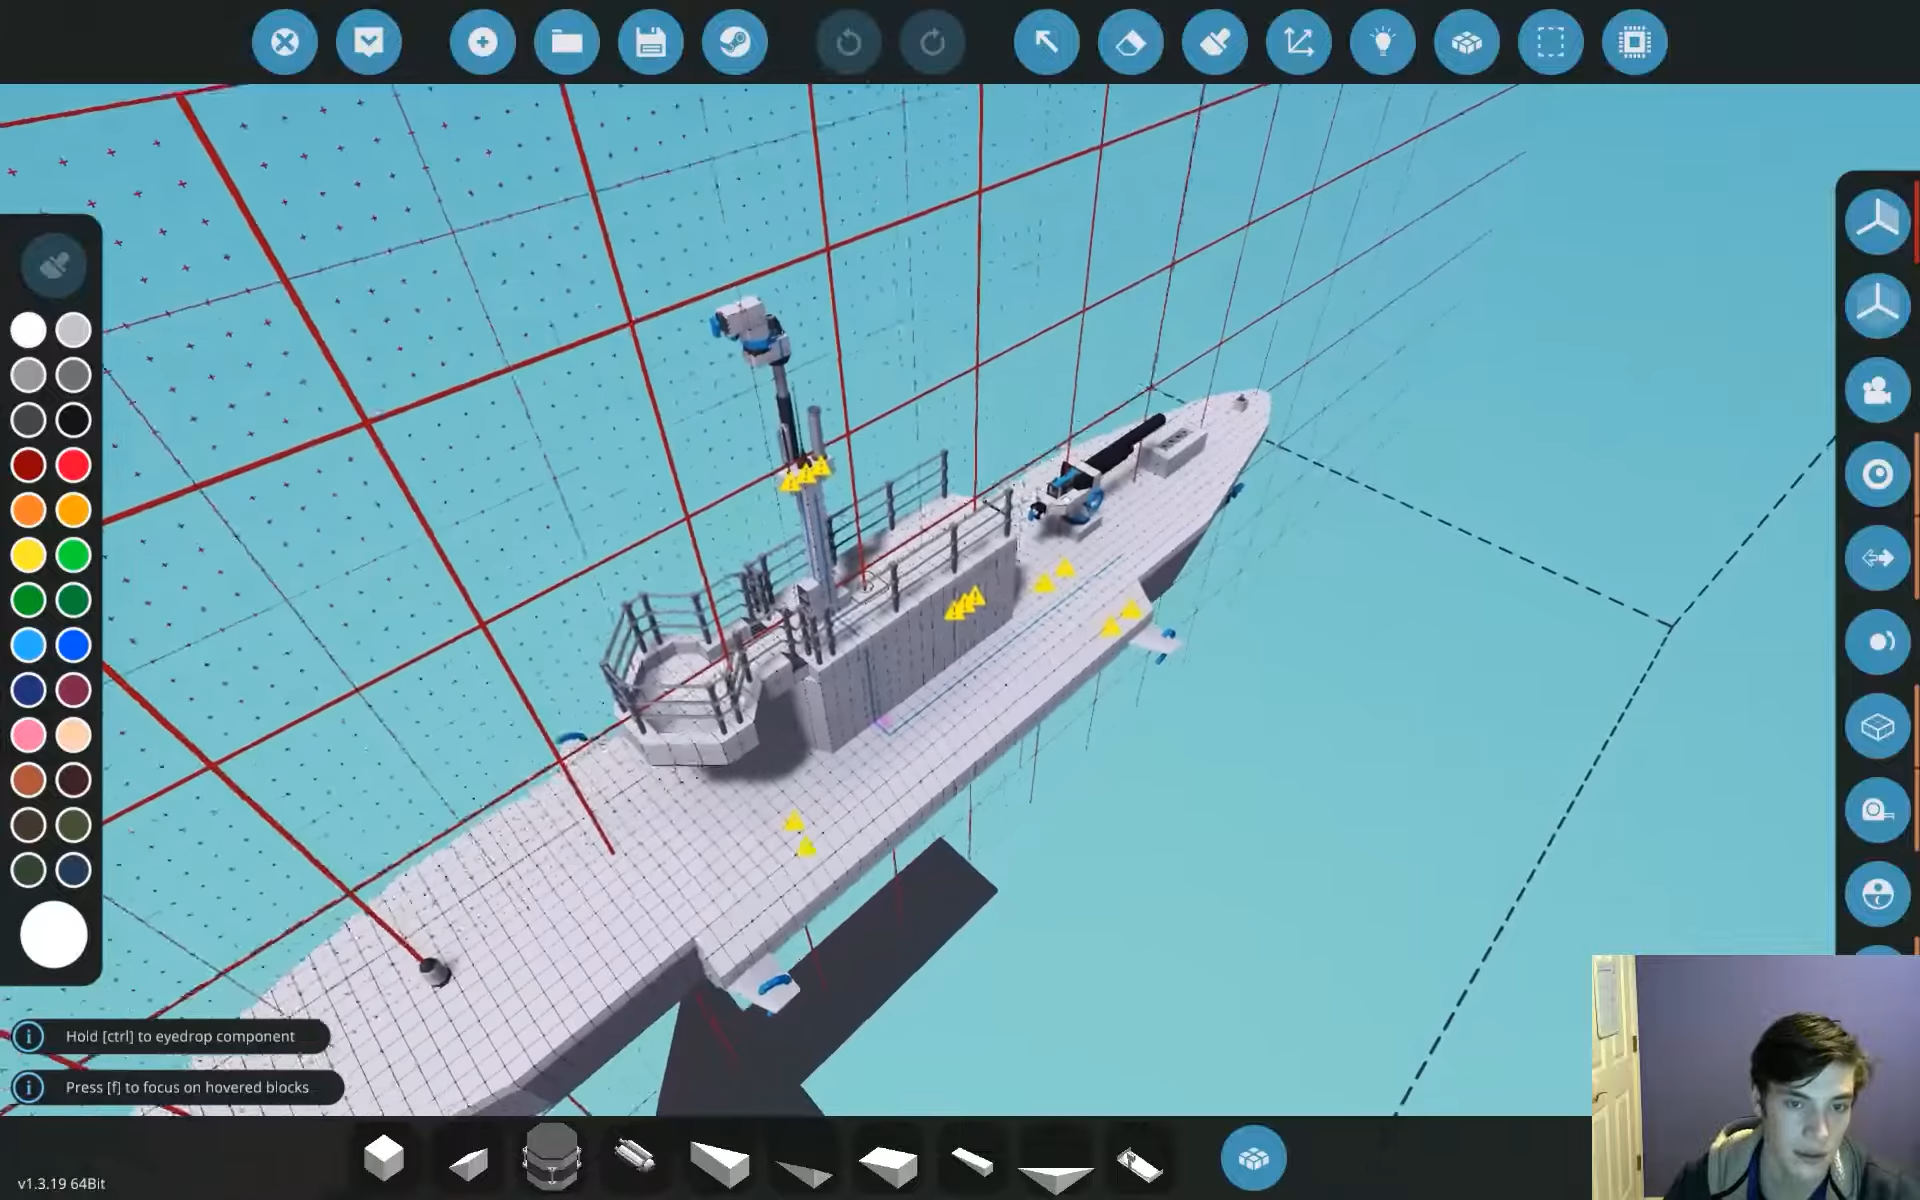 Hold [ctrl] to eyedrop component
Press [f] to focus on hovered blocks
v1.3.19 64Bit